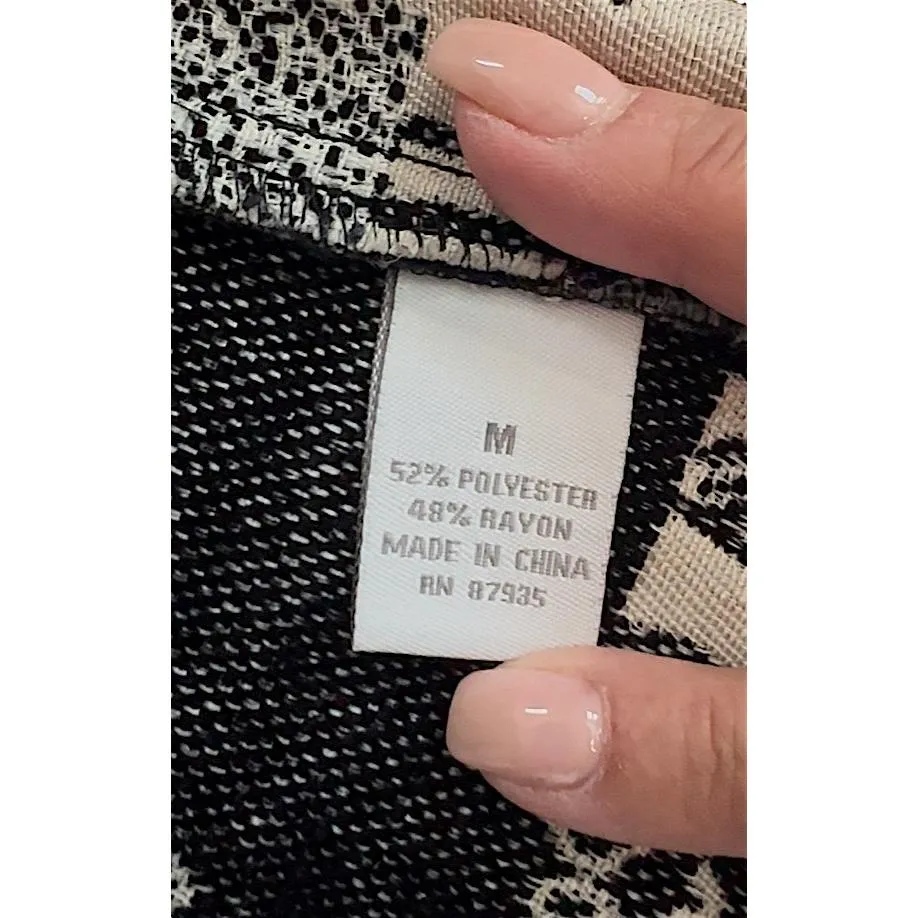 M
52% POLYESTER
48% RAYON
MADE IN CHINA
RN 87935